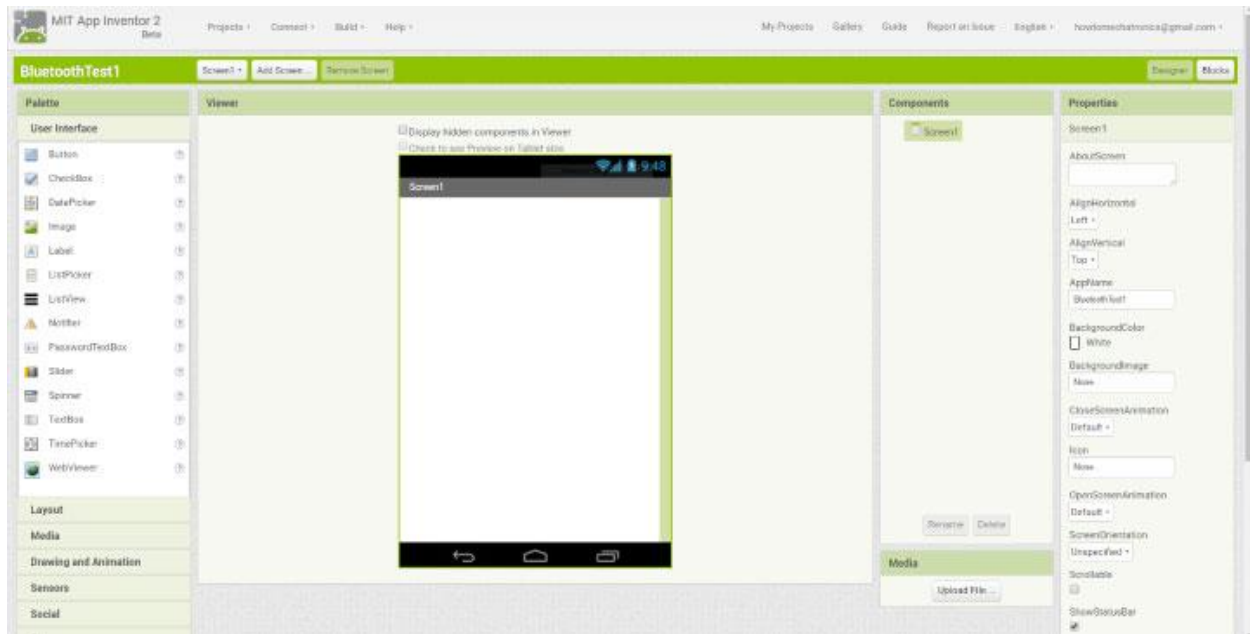 MIT App Inventor 2
Beta
Projects Connect Build Help
My Projects Gallery Guide Report an Issue English howtomechatronics@gmail.com
BluetoothTest1
Screen1 Add Screen ... Remove Screen
Designer Blocks
Palette
User Interface
Button
CheckBox
DatePicker
Image
Label
ListPicker
ListView
Notifier
PasswordTextBox
Slider
Spinner
TextBox
TimePicker
WebViewer
Layout
Media
Drawing and Animation
Sensors
Social
Viewer
Display hidden components in Viewer
Check to see Preview on Tablet size.
9:48
Screen1
Components
Screen1
Rename Delete
Media
Upload File ...
Properties
Screen1
AboutScreen
AlignHorizontal
Left
AlignVertical
Top
AppName
BluetoothTest1
BackgroundColor
White
BackgroundImage
None
CloseScreenAnimation
Default
Icon
None
OpenScreenAnimation
Default
ScreenOrientation
Unspecified
Scrollable
ShowStatusBar